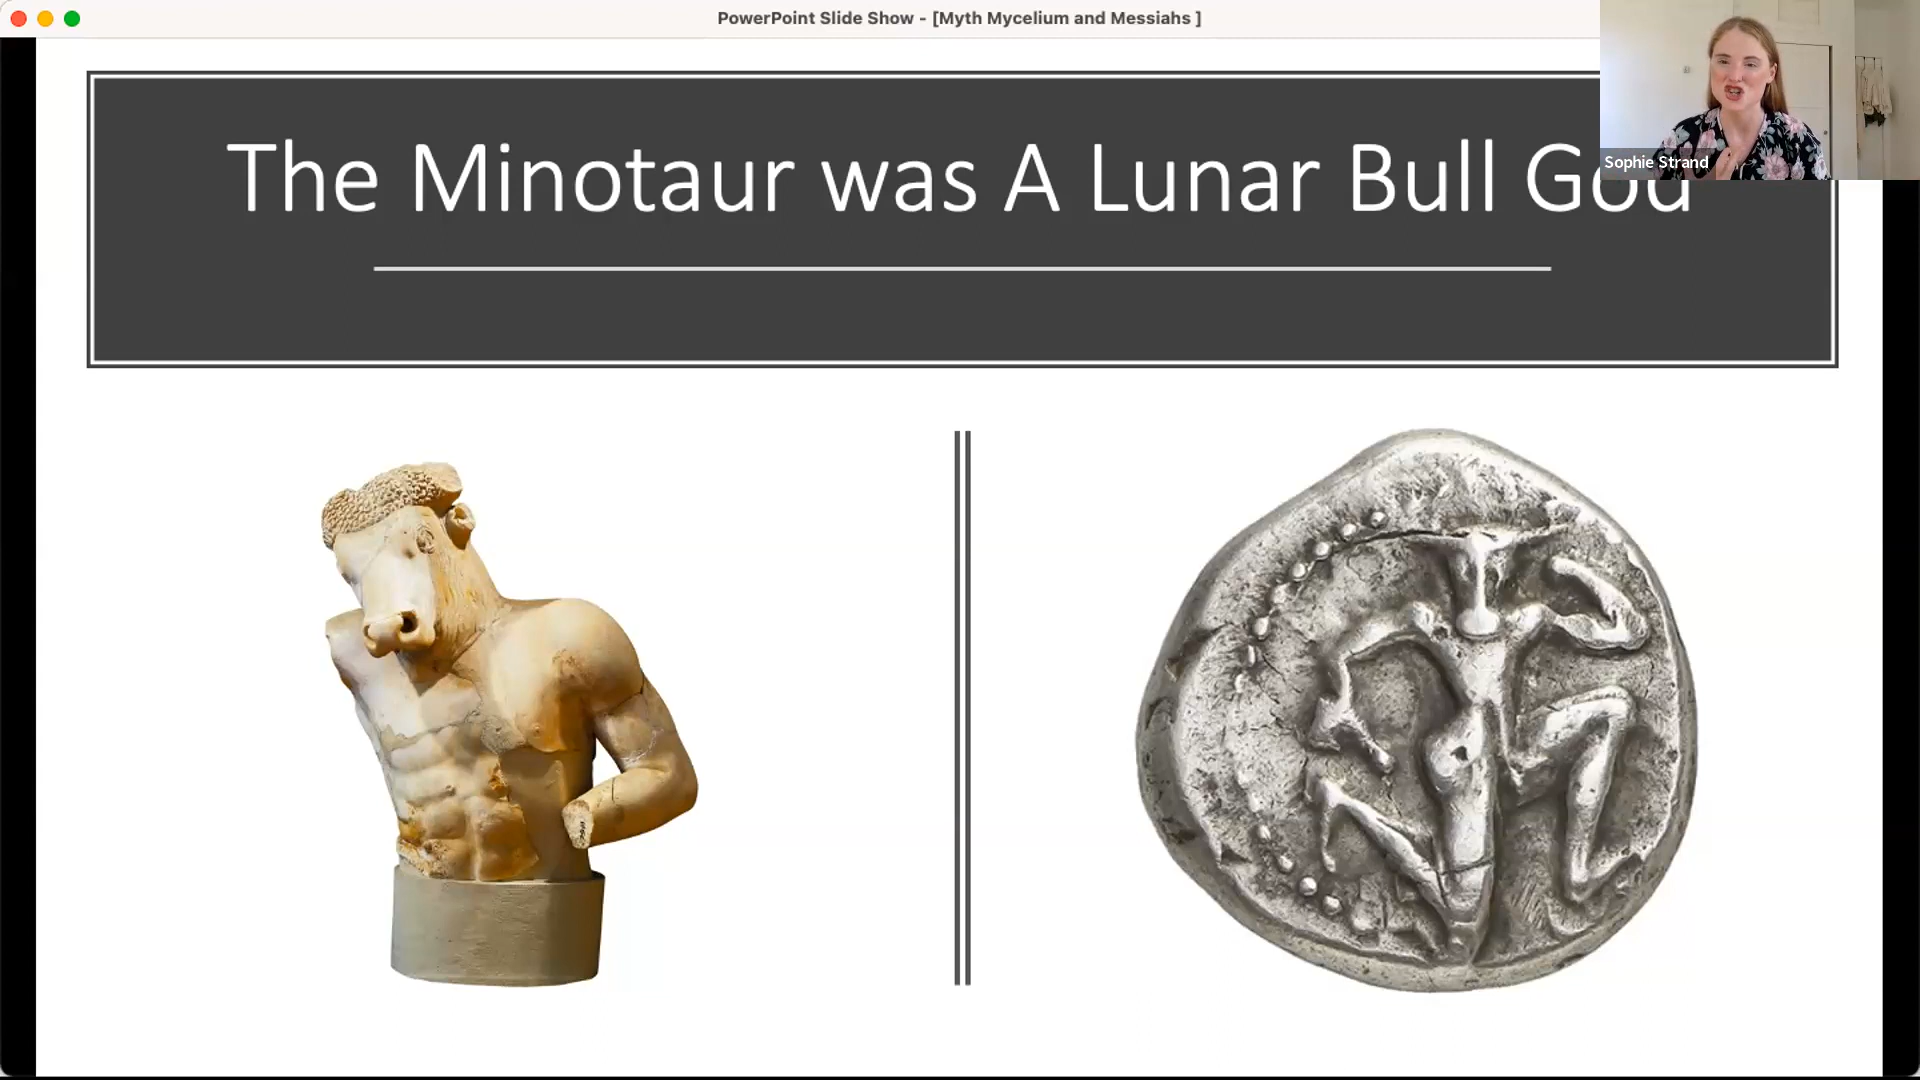 PowerPoint Slide Show - [Myth Mycelium and Messiahs ]
Sophie Strand
The Minotaur was A Lunar Bull God